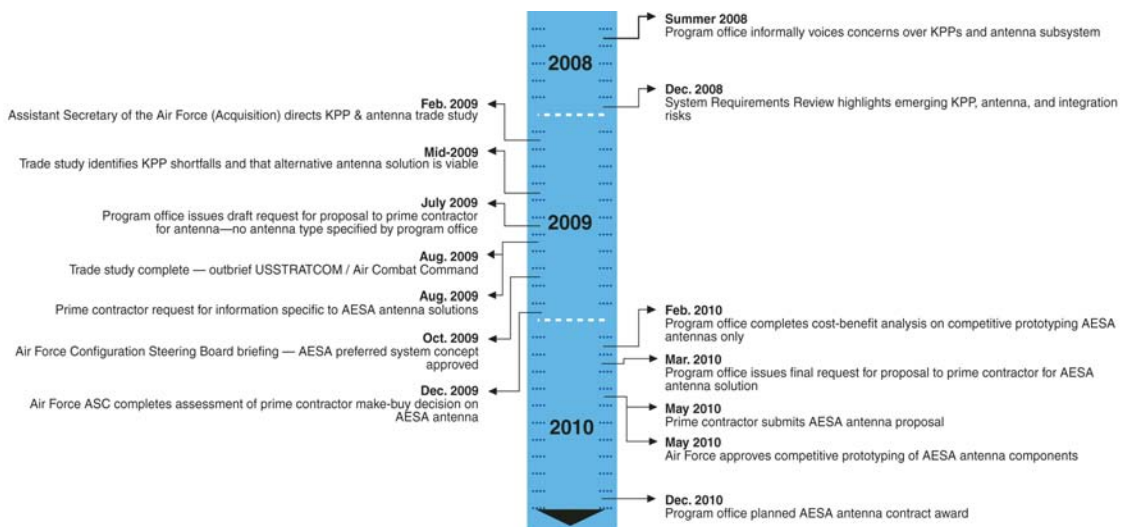 Summer 2008
Program office informally voices concerns over KPPs and antenna subsystem
2008
Dec. 2008
System Requirements Review highlights emerging KPP, antenna, and integration
risks
Feb. 2009
Assistant Secretary of the Air Force (Acquisition) directs KPP & antenna trade study
Mid-2009
Trade study identifies KPP shortfalls and that alternative antenna solution is viable
July 2009
Program office issues draft request for proposal to prime contractor
for antenna—no antenna type specified by program office
2009
Aug. 2009
Trade study complete — outbrief USSTRATCOM / Air Combat Command
Aug. 2009
Prime contractor request for information specific to AESA antenna solutions
Oct. 2009
Air Force Configuration Steering Board briefing — AESA preferred system concept
approved
Dec. 2009
Air Force ASC completes assessment of prime contractor make-buy decision on
AESA antenna
Feb. 2010
Program office completes cost-benefit analysis on competitive prototyping AESA
antennas only
Mar. 2010
Program office issues final request for proposal to prime contractor for AESA
antenna solution
May 2010
Prime contractor submits AESA antenna proposal
2010
May 2010
Air Force approves competitive prototyping of AESA antenna components
Dec. 2010
Program office planned AESA antenna contract award